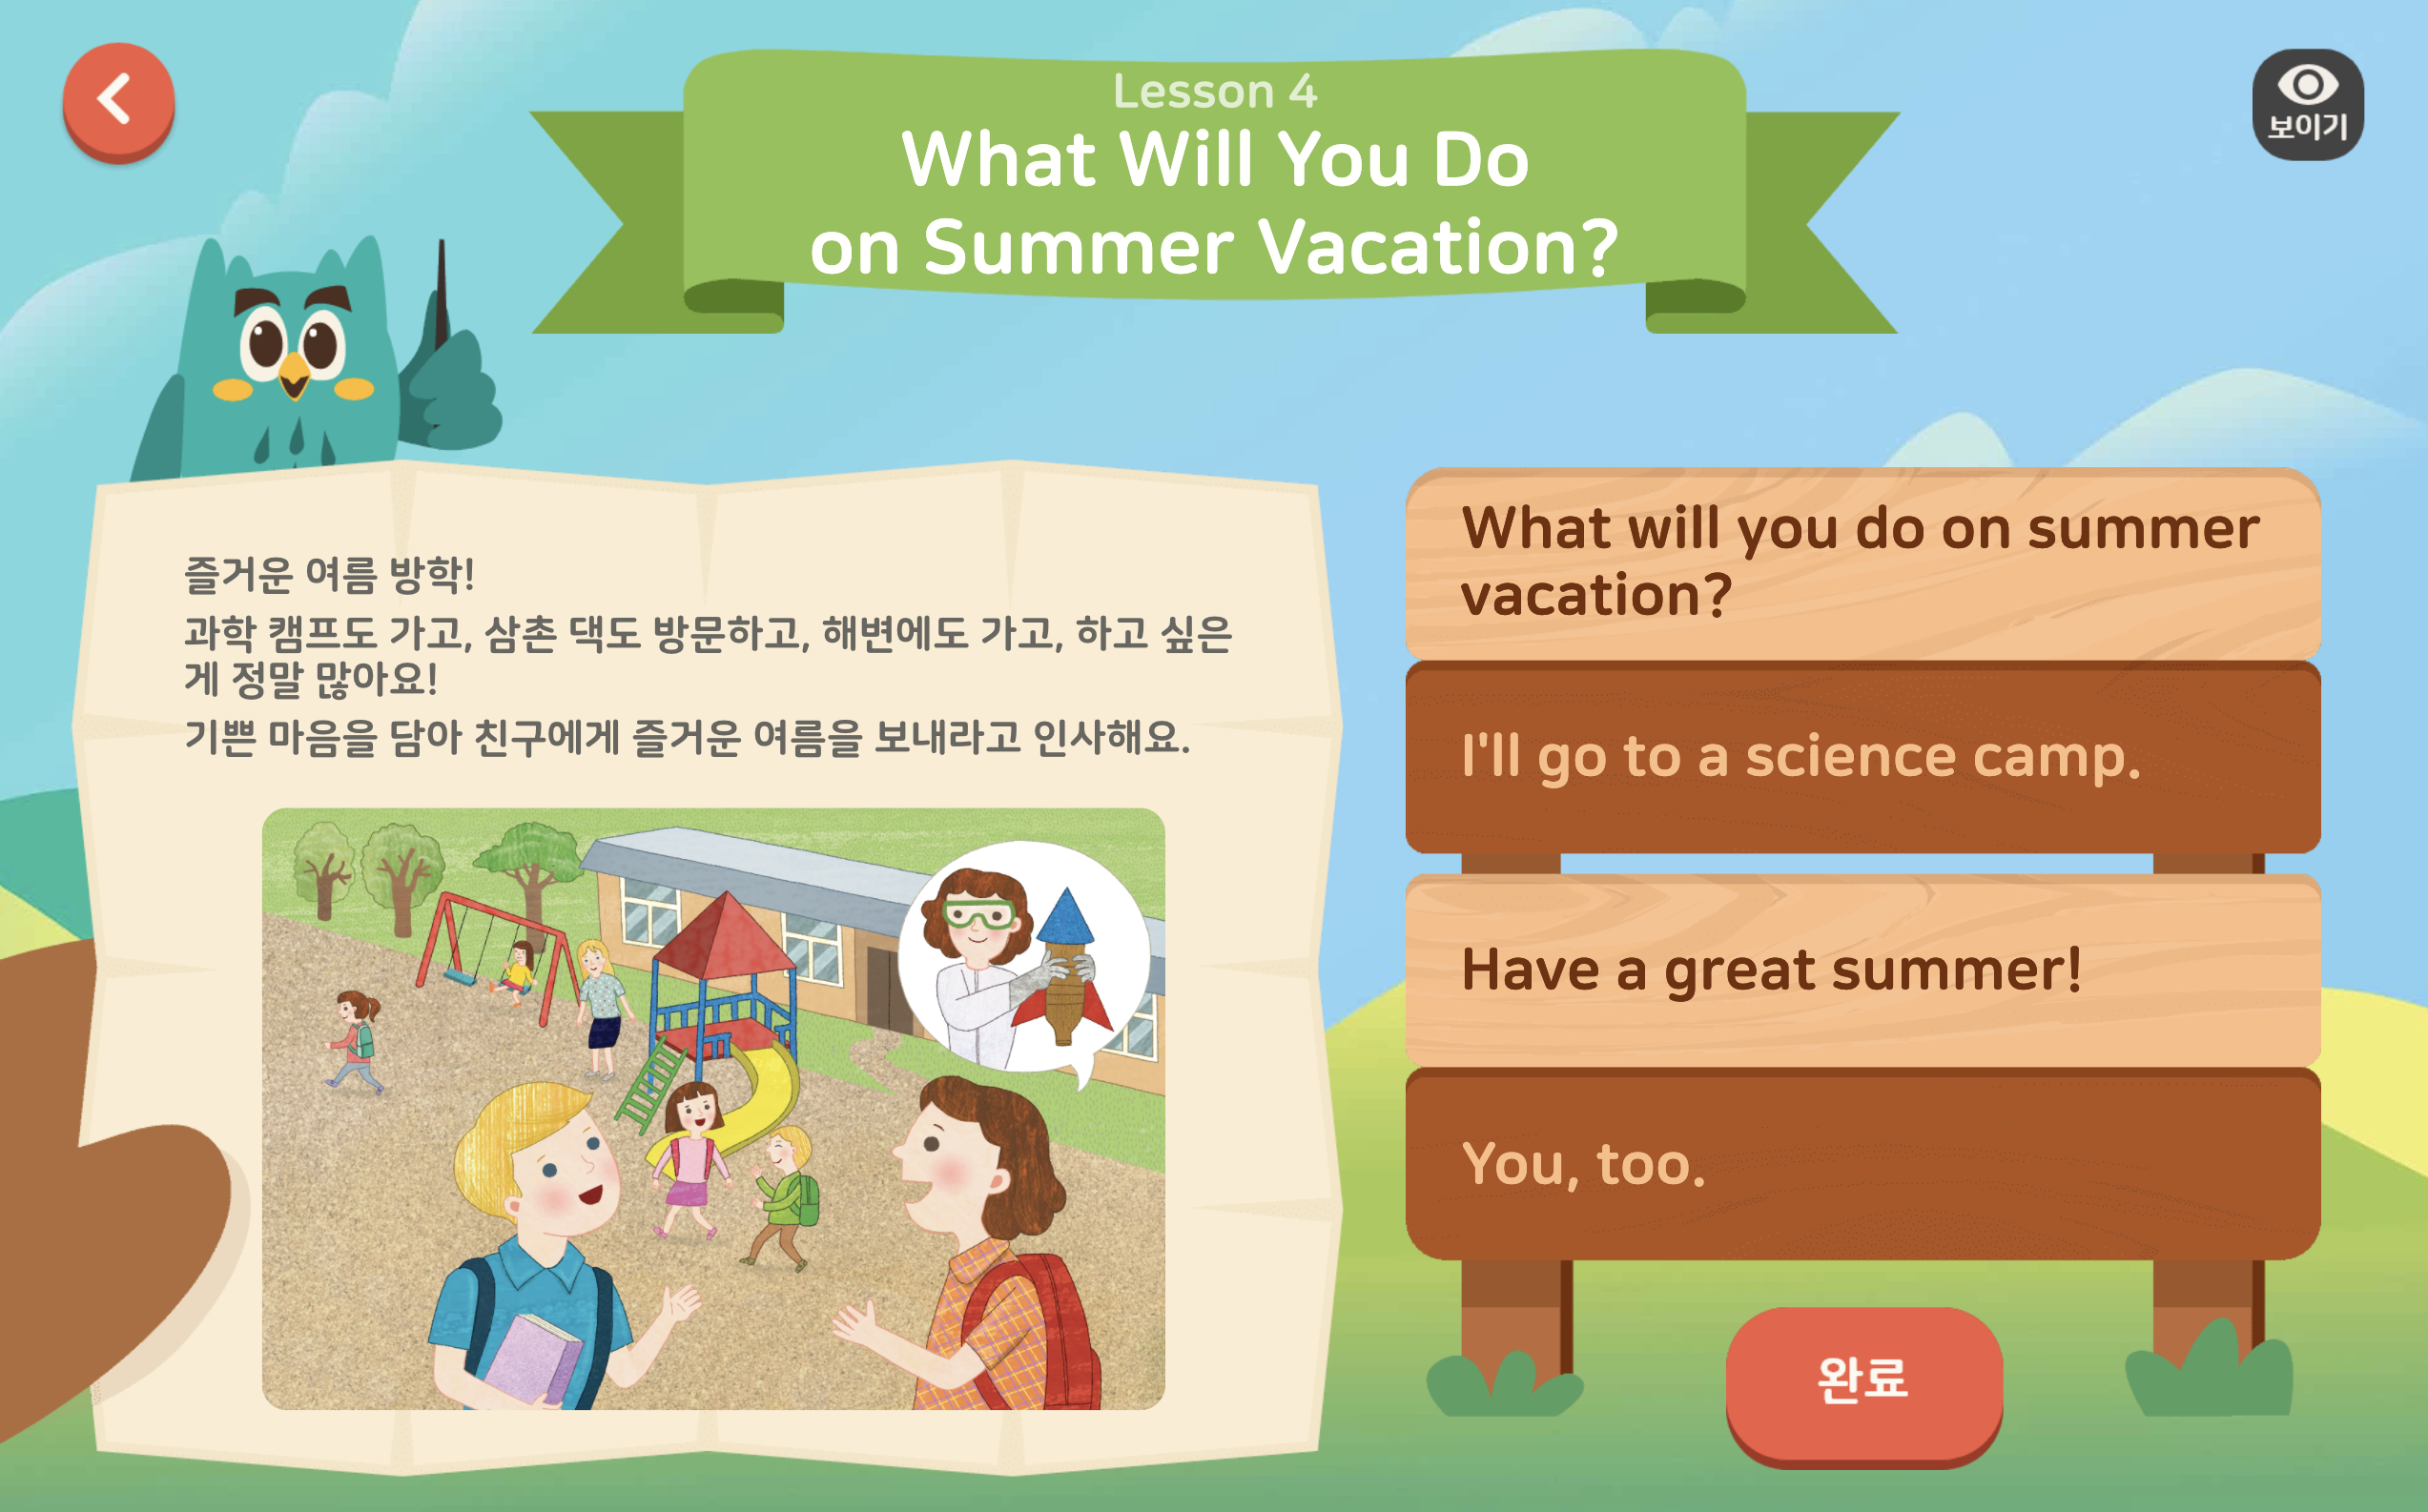 Lesson 4
What Will You Do
on Summer Vacation?
보이기
즐거운 여름 방학!
과학 캠프도 가고, 삼촌 댁도 방문하고, 해변에도 가고, 하고 싶은
게 정말 많아요!
기쁜 마음을 담아 친구에게 즐거운 여름을 보내라고 인사해요.
What will you do on summer
vacation?
I'll go to a science camp.
Have a great summer!
You, too.
완료